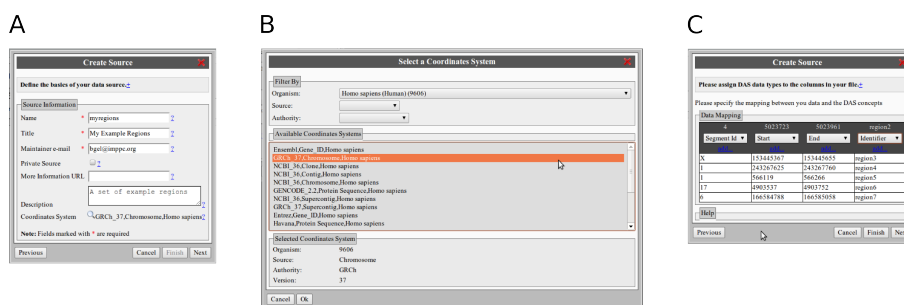 A
Create Source
Define the basics of your data source.±
Source Information
Name * myregions ?
Title * My Example Regions ?
Maintainer e-mail * bgel@imppc.org ?
Private Source ?
More Information URL ?
A set of example regions
Description ?
Coordinates System GRCh_37,Chromosome,Homo sapiens?
Note: Fields marked with * are required
Previous Cancel Finish Next
B
Select a Coordinates System
Filter By
Organism: Homo sapiens (Human) (9606)
Source:
Authority:
Available Coordinates Systems
Ensembl,Gene_ID,Homo sapiens
GRCh_37,Chromosome,Homo sapiens
NCBI_36,Clone,Homo sapiens
NCBI_36,Contig,Homo sapiens
NCBI_36,Chromosome,Homo sapiens
GENCODE_2.2,Protein Sequence,Homo sapiens
NCBI_36,Supercontig,Homo sapiens
GRCh_37,Supercontig,Homo sapiens
Entrez,Gene_ID,Homo sapiens
Havana,Protein Sequence,Homo sapiens
Selected Coordinates System
Organism: 9606
Source: Chromosome
Authority: GRCh
Version: 37
Cancel Ok
C
Create Source
Please assign DAS data types to the columns in your file.±
Please specify the mapping between you data and the DAS concepts
Data Mapping
4 5023723 5023961 region2
Segment Id Start End Identifier
add... add... add... add...
X 153445367 153445655 region3
1 243267625 243267760 region4
1 566119 566266 region5
17 4903537 4903752 region6
6 166584788 166585058 region7
Help
Previous Cancel Finish Nex